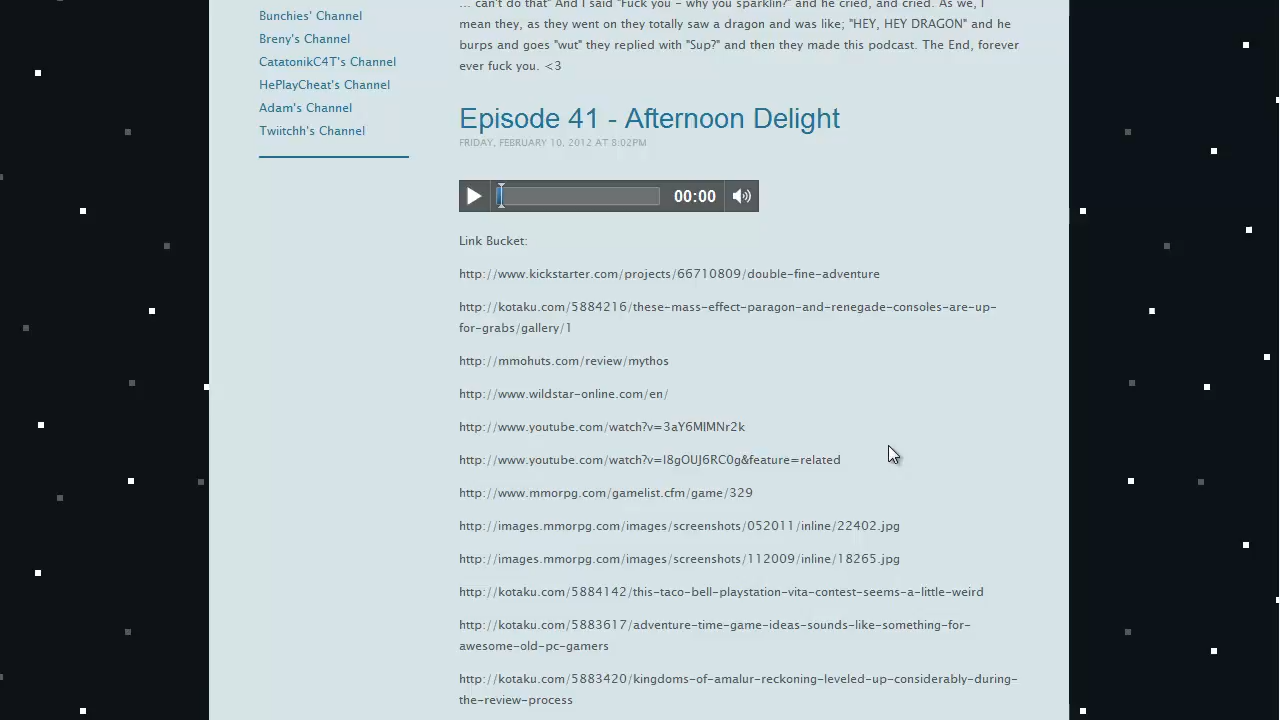 Bunchies' Channel
Breny's Channel
CatatonikC4T's Channel
HePlayCheat's Channel
Adam's Channel
Twiitchh's Channel
... can't do that" And I said "Fuck you - why you sparklin?" and he cried, and cried. As we, I
mean they, as they went on they totally saw a dragon and was like; "HEY, HEY DRAGON" and he
burps and goes "wut" they replied with "Sup?" and then they made this podcast. The End, forever
ever fuck you. <3
Episode 41 - Afternoon Delight
FRIDAY, FEBRUARY 10, 2012 AT 8:02PM
00:00
Link Bucket:
http://www.kickstarter.com/projects/66710809/double-fine-adventure
http://kotaku.com/5884216/these-mass-effect-paragon-and-renegade-consoles-are-up-
for-grabs/gallery/1
http://mmohuts.com/review/mythos
http://www.wildstar-online.com/en/
http://www.youtube.com/watch?v=3aY6MIMNr2k
http://www.youtube.com/watch?v=I8gOUJ6RC0g&feature=related
http://www.mmorpg.com/gamelist.cfm/game/329
http://images.mmorpg.com/images/screenshots/052011/inline/22402.jpg
http://images.mmorpg.com/images/screenshots/112009/inline/18265.jpg
http://kotaku.com/5884142/this-taco-bell-playstation-vita-contest-seems-a-little-weird
http://kotaku.com/5883617/adventure-time-game-ideas-sounds-like-something-for-
awesome-old-pc-gamers
http://kotaku.com/5883420/kingdoms-of-amalur-reckoning-leveled-up-considerably-during-
the-review-process